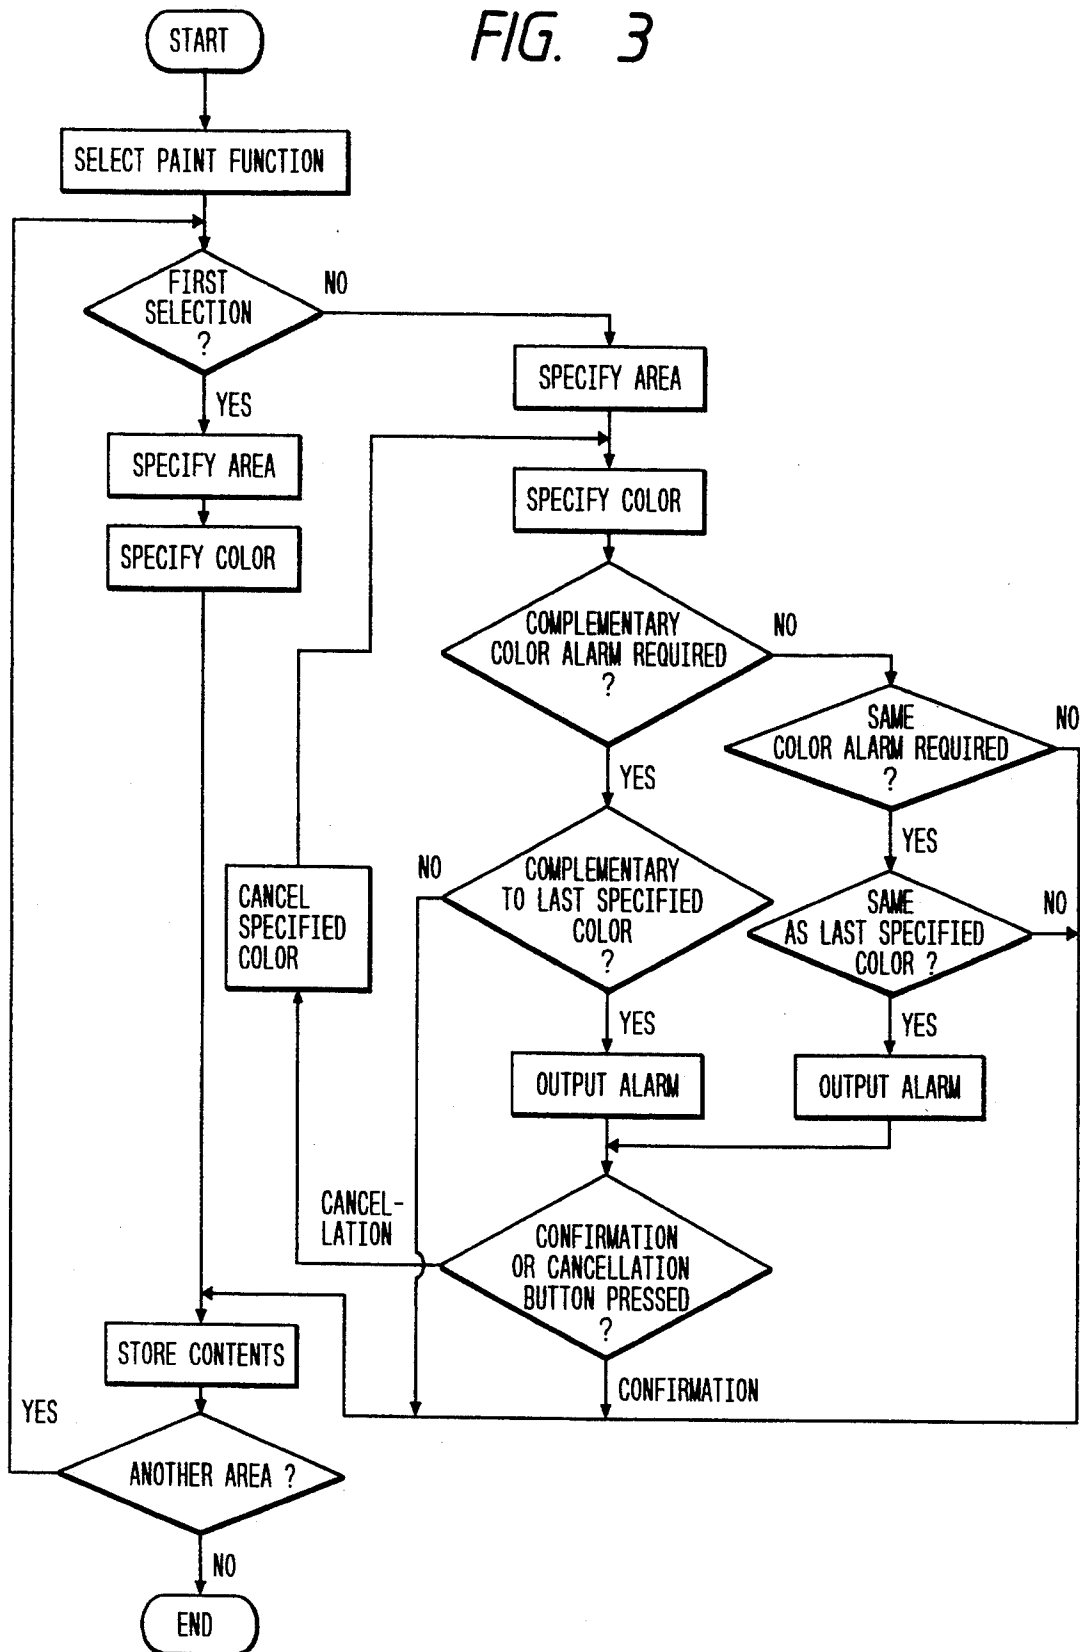 FIG. 3
START
SELECT PAINT FUNCTION
FIRST
SELECTION
?
NO
YES
SPECIFY AREA
SPECIFY AREA
SPECIFY COLOR
SPECIFY COLOR
COMPLEMENTARY
COLOR ALARM REQUIRED
?
NO
YES
SAME
COLOR ALARM REQUIRED
?
NO
YES
COMPLEMENTARY
TO LAST SPECIFIED
COLOR
?
NO
YES
CANCEL
SPECIFIED
COLOR
SAME
AS LAST SPECIFIED
COLOR ?
NO
YES
OUTPUT ALARM
OUTPUT ALARM
CANCEL-
LATION
CONFIRMATION
OR CANCELLATION
BUTTON PRESSED
?
CONFIRMATION
STORE CONTENTS
YES
ANOTHER AREA ?
NO
END